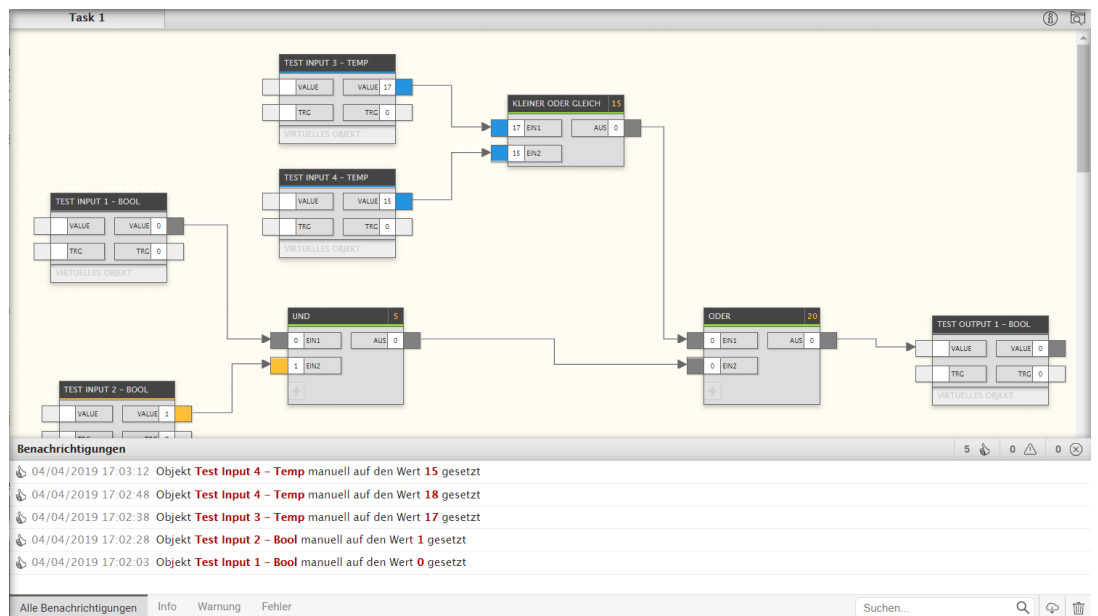 Task 1
TEST INPUT 3 - TEMP
VALUE VALUE 17
TRG TRG 0
VIRTUELLES OBJEKT
KLEINER ODER GLEICH 15
17 EIN1 AUS 0
15 EIN2
TEST INPUT 4 - TEMP
VALUE VALUE 15
TRG TRG 0
VIRTUELLES OBJEKT
TEST INPUT 1 - BOOL
VALUE VALUE 0
TRG TRG 0
VIRTUELLES OBJEKT
UND 5
0 EIN1 AUS 0
1 EIN2
ODER 20
0 EIN1 AUS 0
0 EIN2
TEST OUTPUT 1 - BOOL
VALUE VALUE 0
TRG TRG 0
VIRTUELLES OBJEKT
TEST INPUT 2 - BOOL
VALUE VALUE 1
Benachrichtigungen 5 0 0
04/04/2019 17:03:12 Objekt Test Input 4 - Temp manuell auf den Wert 15 gesetzt
04/04/2019 17:02:48 Objekt Test Input 4 - Temp manuell auf den Wert 18 gesetzt
04/04/2019 17:02:38 Objekt Test Input 3 - Temp manuell auf den Wert 17 gesetzt
04/04/2019 17:02:28 Objekt Test Input 2 - Bool manuell auf den Wert 1 gesetzt
04/04/2019 17:02:03 Objekt Test Input 1 - Bool manuell auf den Wert 0 gesetzt
Alle Benachrichtigungen Info Warnung Fehler Suchen...